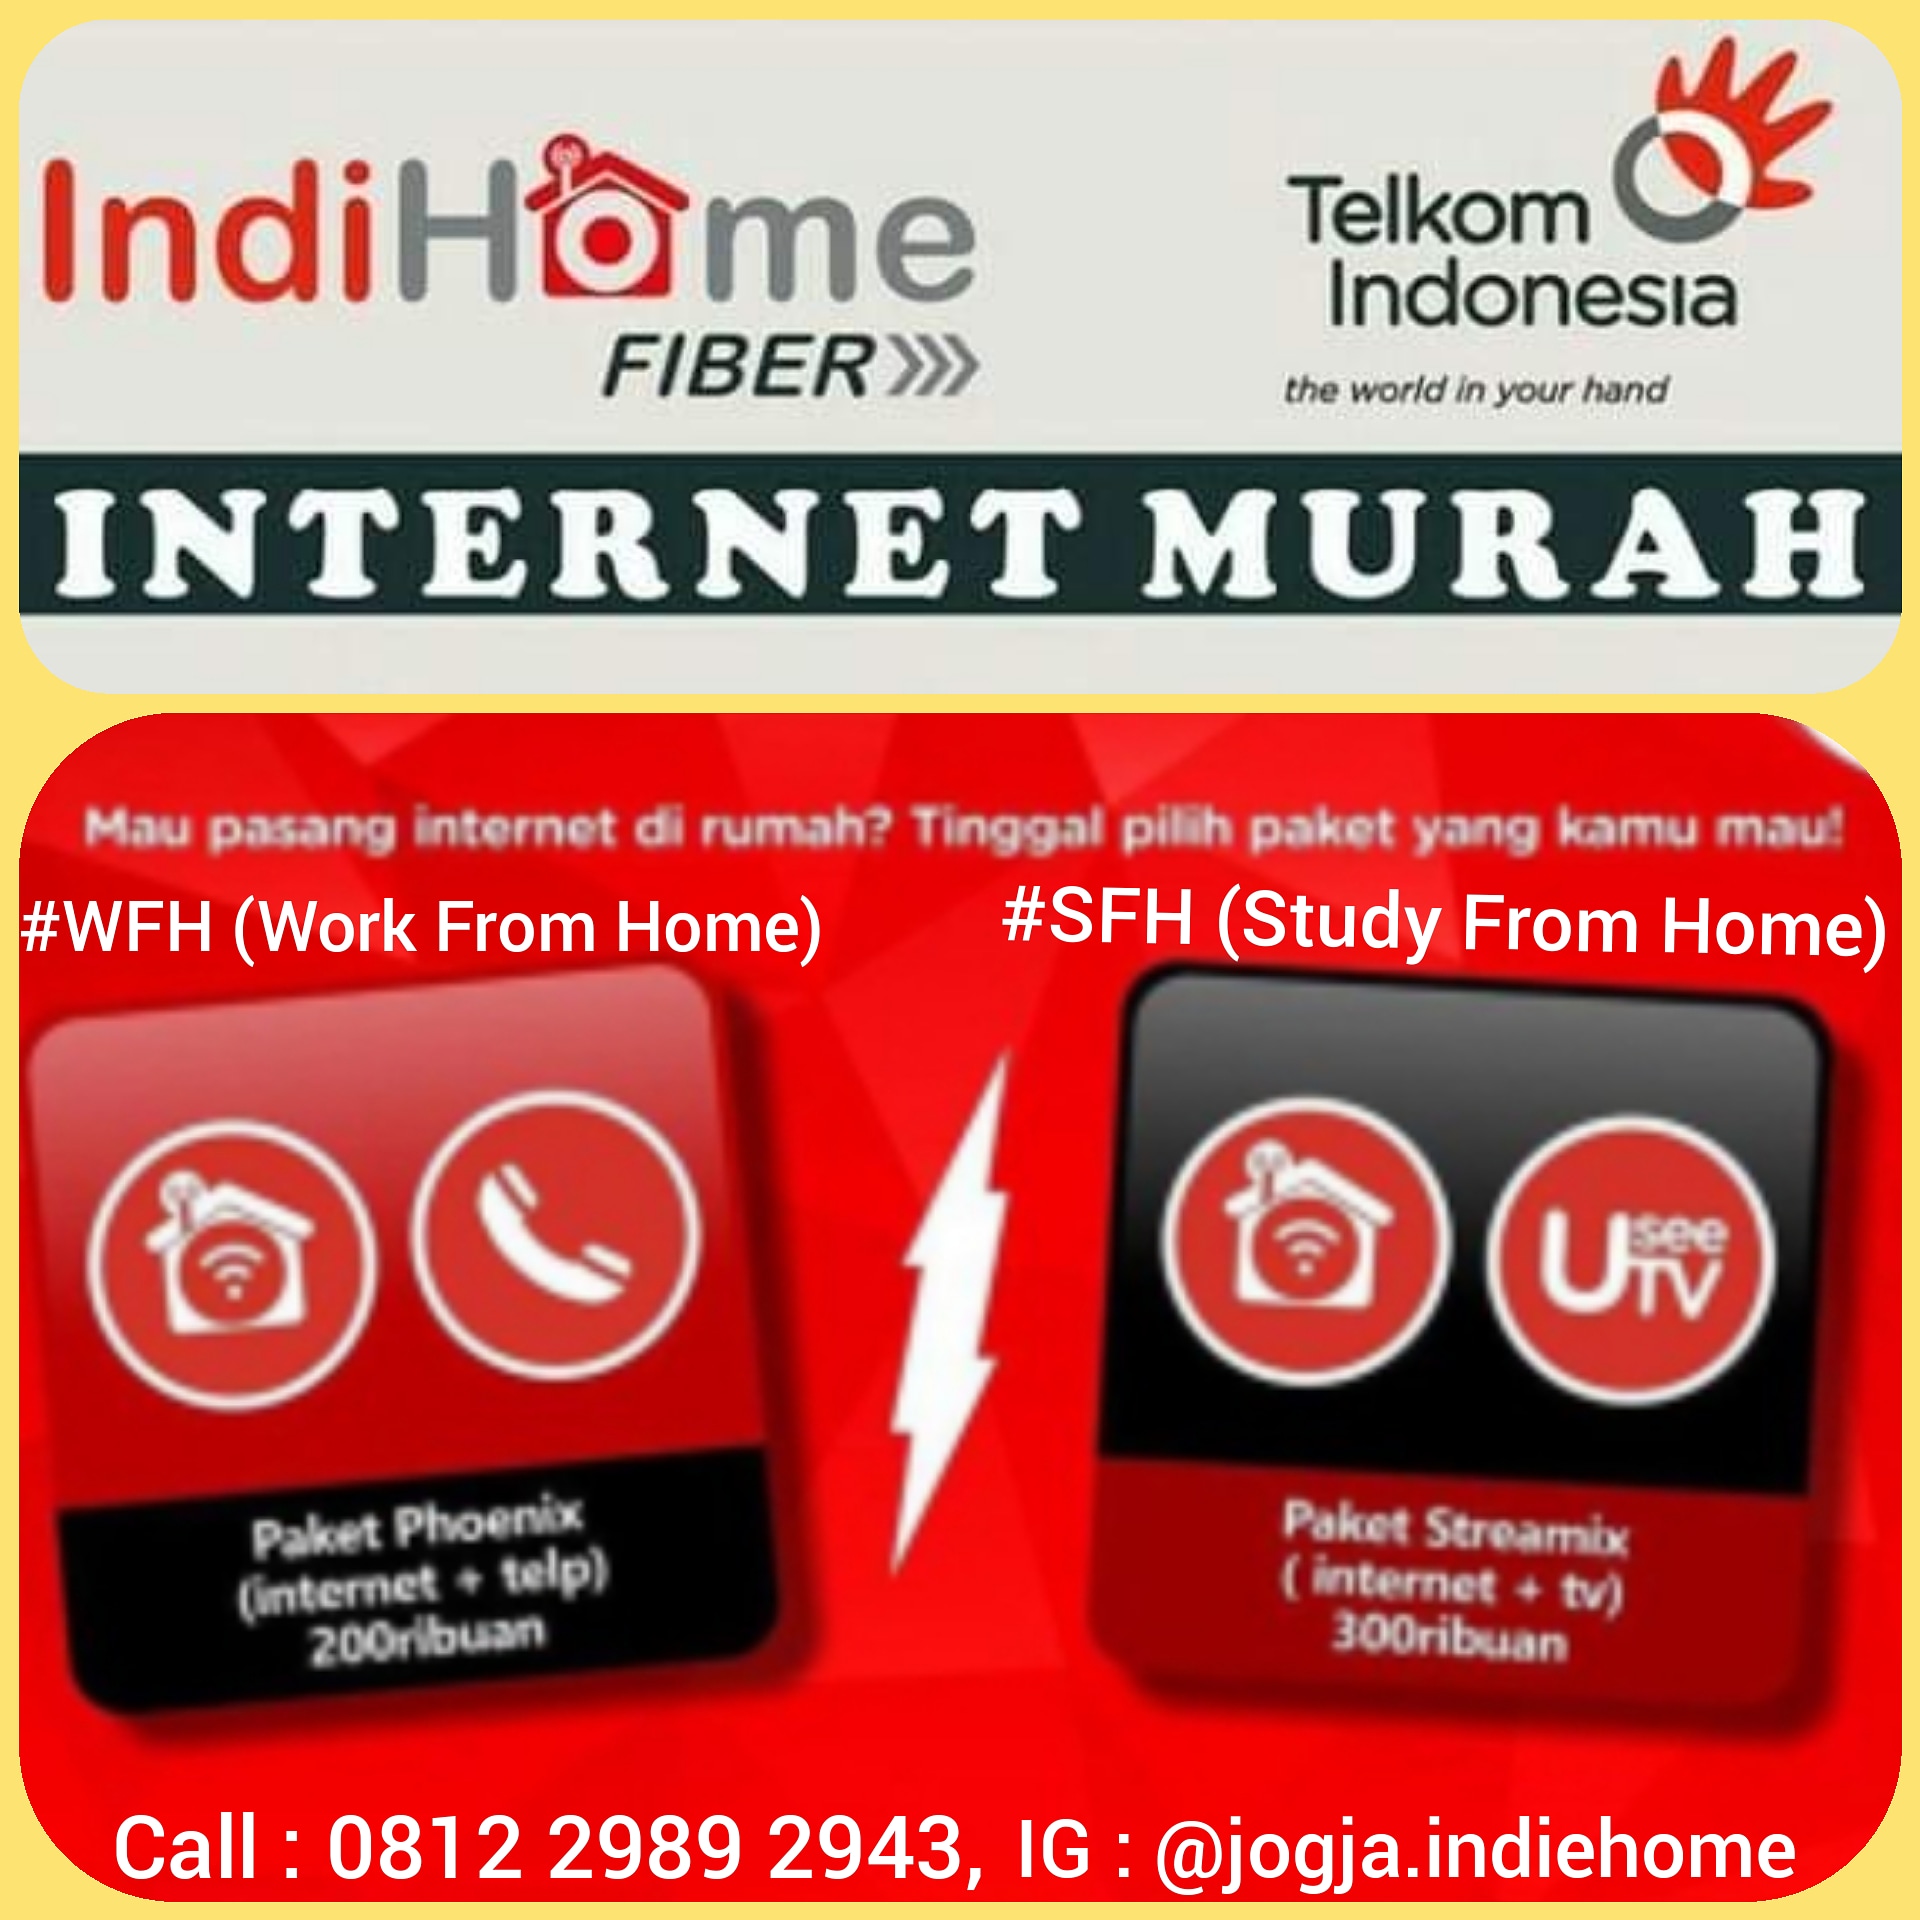 IndiHome
FIBER
Telkom
Indonesia
the world in your hand
INTERNET MURAH
Mau pasang internet di rumah? Tinggal pilih paket yang kamu mau!
#WFH (Work From Home)
#SFH (Study From Home)
Paket Phoenix
(internet + telp)
200ribuan
Usee
TV
Paket Streamix
( internet + tv)
300ribuan
Call : 0812 2989 2943, IG : @jogja.indiehome